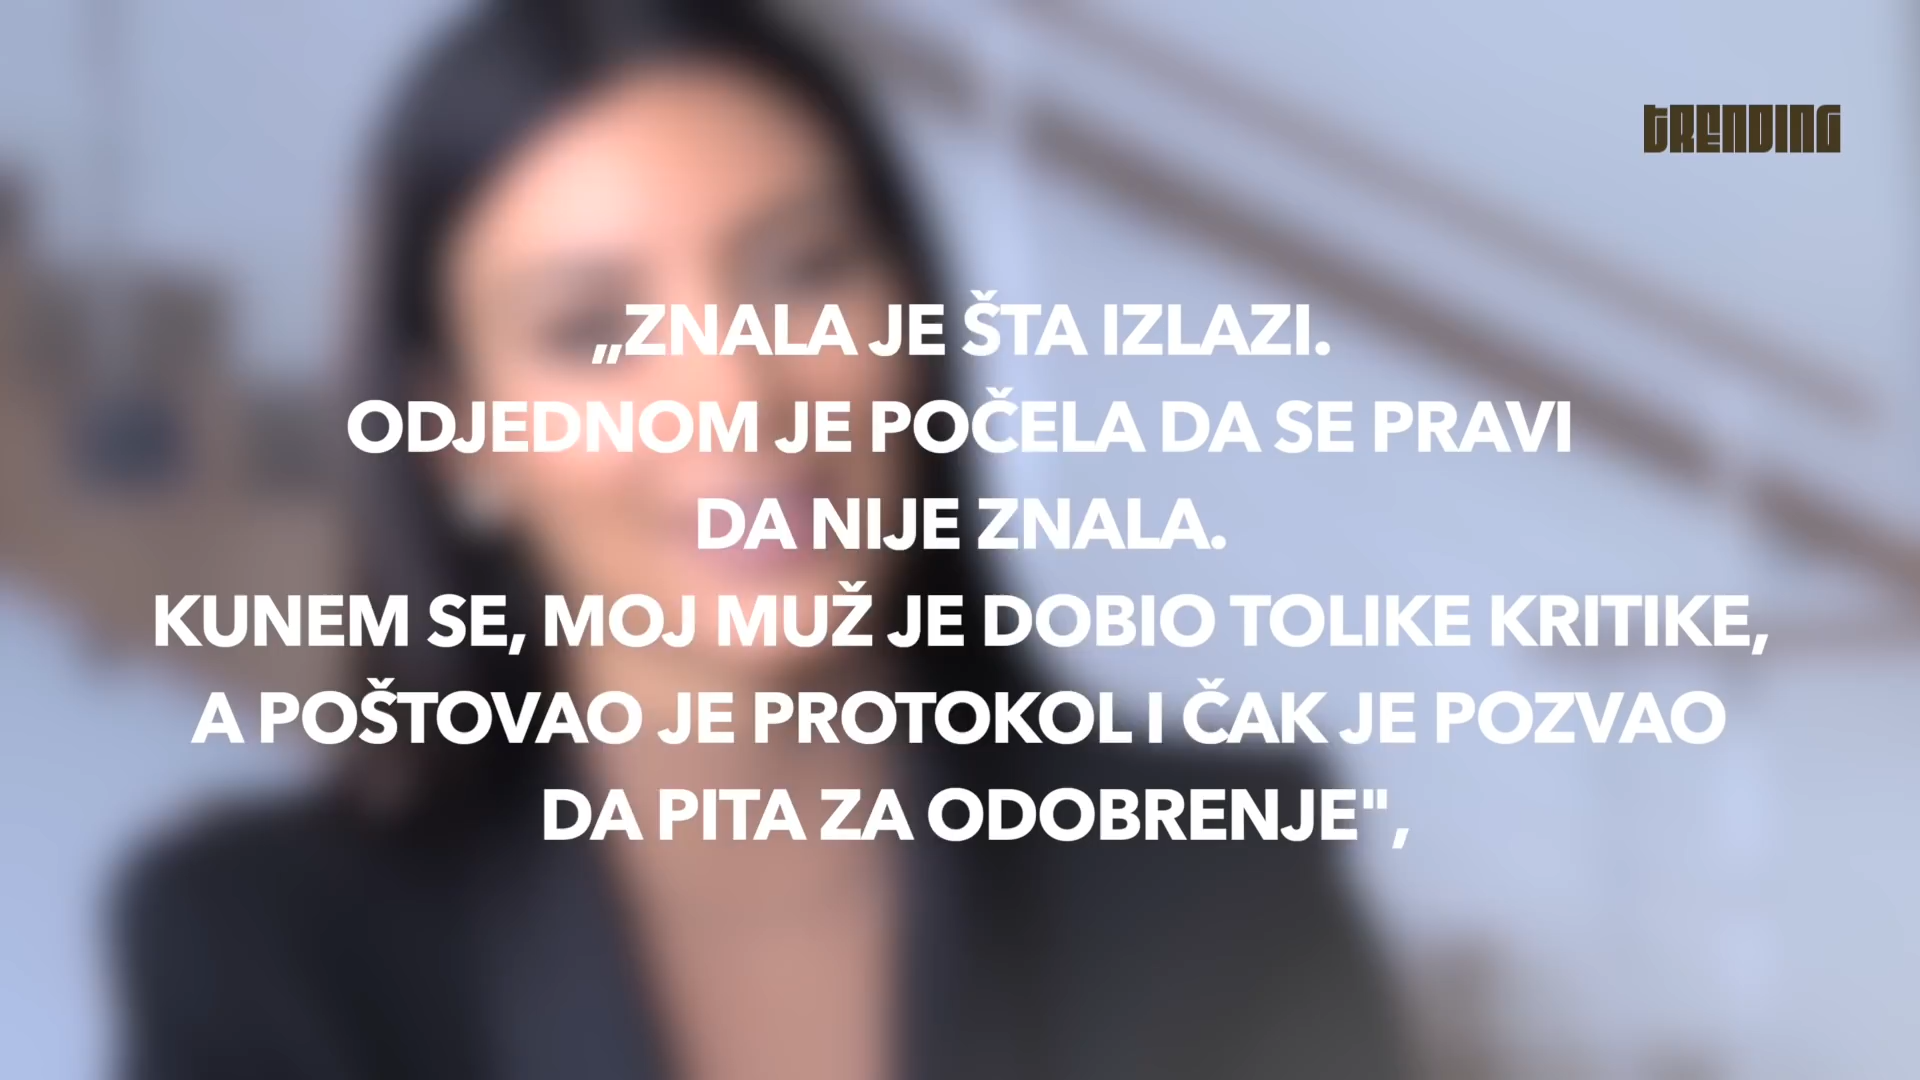 TRENDING
„ZNALA JE ŠTA IZLAZI.
ODJEDNOM JE POČELA DA SE PRAVI
DA NIJE ZNALA.
KUNEM SE, MOJ MUŽ JE DOBIO TOLIKE KRITIKE,
A POŠTOVAO JE PROTOKOL I ČAK JE POZVAO
DA PITA ZA ODOBRENJE",